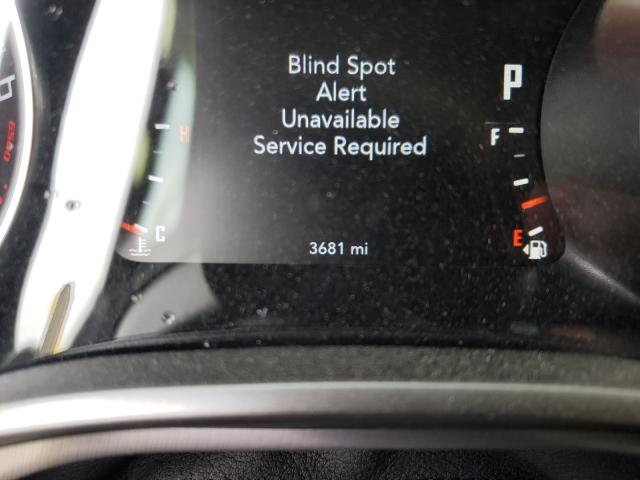 Blind Spot
Alert
Unavailable
Service Required
P
F
H
C
E
3681 mi